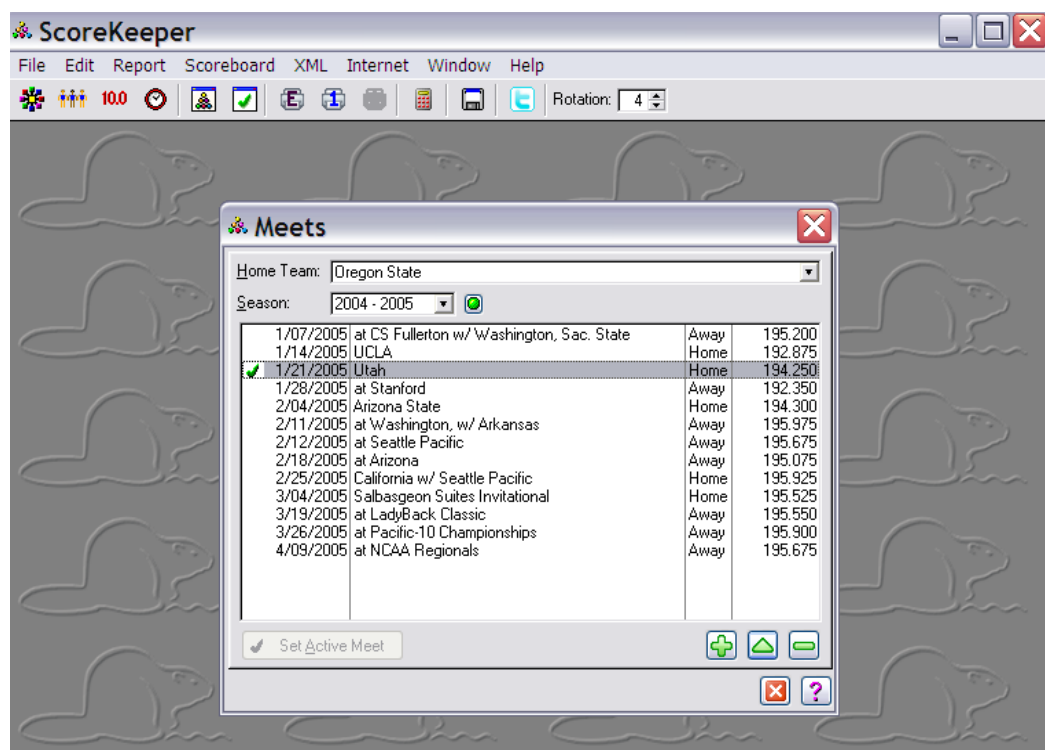 ScoreKeeper
File Edit Report Scoreboard XML Internet Window Help
10.0 E 1 t Rotation: 4
Meets
Home Team: Oregon State
Season: 2004 - 2005
1/07/2005 at CS Fullerton w/ Washington, Sac. State Away 195.200
1/14/2005 UCLA Home 192.875
1/21/2005 Utah Home 194.250
1/28/2005 at Stanford Away 192.350
2/04/2005 Arizona State Home 194.300
2/11/2005 at Washington, w/ Arkansas Away 195.975
2/12/2005 at Seattle Pacific Away 195.675
2/18/2005 at Arizona Away 195.075
2/25/2005 California w/ Seattle Pacific Home 195.925
3/04/2005 Salbasgeon Suites Invitational Home 195.525
3/19/2005 at LadyBack Classic Away 195.550
3/26/2005 at Pacific-10 Championships Away 195.900
4/09/2005 at NCAA Regionals Away 195.675
Set Active Meet
?